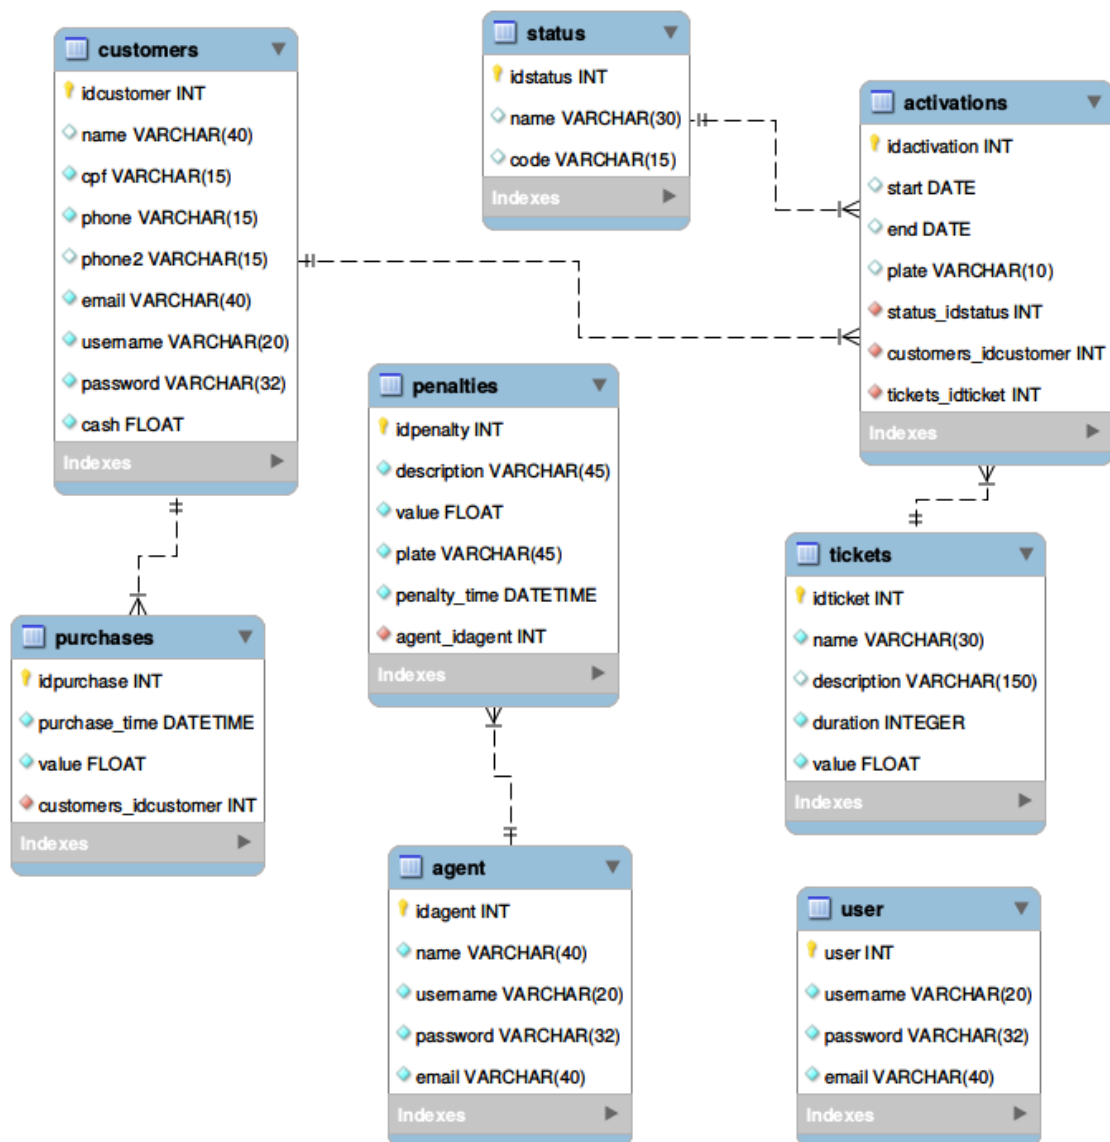 customers
idcustomer INT
name VARCHAR(40)
cpf VARCHAR(15)
phone VARCHAR(15)
phone2 VARCHAR(15)
email VARCHAR(40)
username VARCHAR(20)
password VARCHAR(32)
cash FLOAT
Indexes
status
idstatus INT
name VARCHAR(30)
code VARCHAR(15)
Indexes
activations
idactivation INT
start DATE
end DATE
plate VARCHAR(10)
status_idstatus INT
customers_idcustomer INT
tickets_idticket INT
Indexes
penalties
idpenalty INT
description VARCHAR(45)
value FLOAT
plate VARCHAR(45)
penalty_time DATETIME
agent_idagent INT
Indexes
tickets
idticket INT
name VARCHAR(30)
description VARCHAR(150)
duration INTEGER
value FLOAT
Indexes
purchases
idpurchase INT
purchase_time DATETIME
value FLOAT
customers_idcustomer INT
Indexes
agent
idagent INT
name VARCHAR(40)
username VARCHAR(20)
password VARCHAR(32)
email VARCHAR(40)
Indexes
user
user INT
username VARCHAR(20)
password VARCHAR(32)
email VARCHAR(40)
Indexes